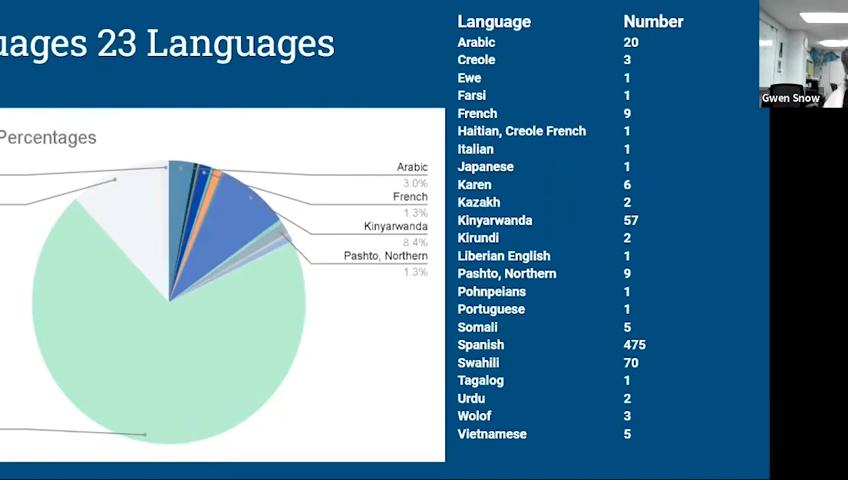 uages 23 Languages
Percentages
Arabic
3.0%
French
1.3%
Kinyarwanda
8.4%
Pashto, Northern
1.3%
Language Number
Arabic 20
Creole 3
Ewe 1
Farsi 1
French 9
Haitian, Creole French 1
Italian 1
Japanese 1
Karen 6
Kazakh 2
Kinyarwanda 57
Kirundi 2
Liberian English 1
Pashto, Northern 9
Pohnpeians 1
Portuguese 1
Somali 5
Spanish 475
Swahili 70
Tagalog 1
Urdu 2
Wolof 3
Vietnamese 5
Gwen Snow